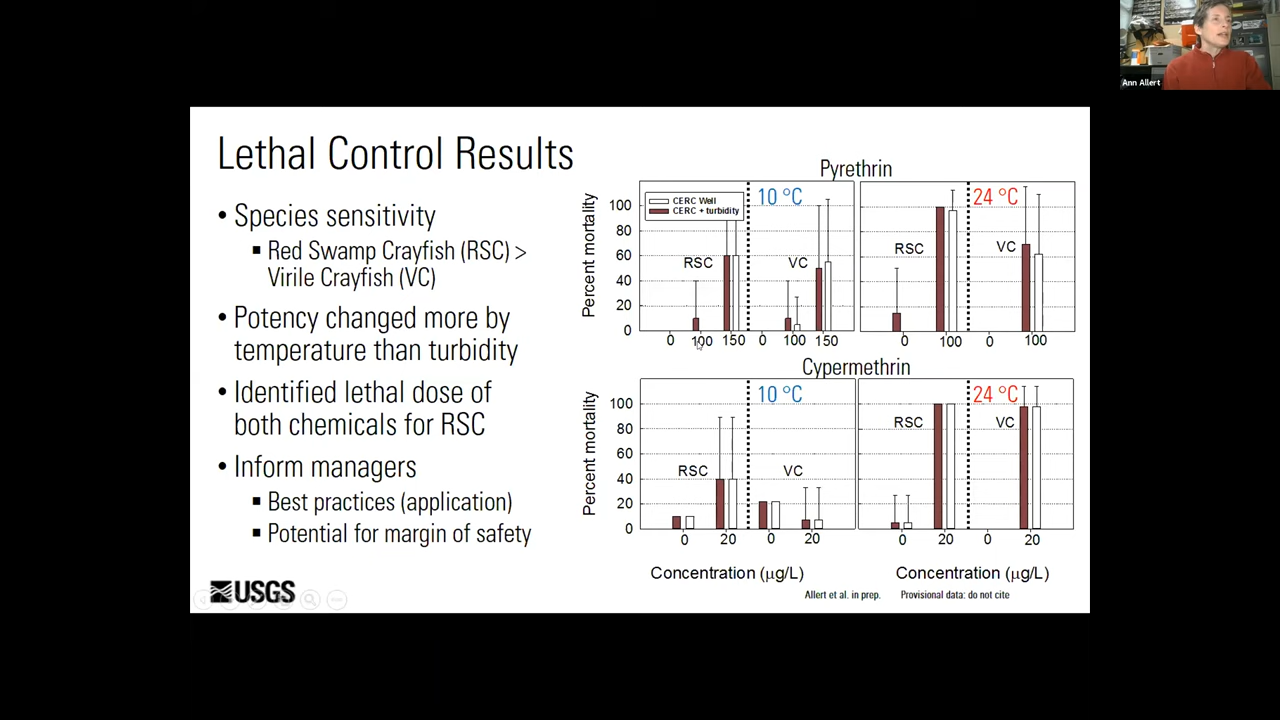 Ann Allert
Lethal Control Results
• Species sensitivity
▪ Red Swamp Crayfish (RSC) >
Virile Crayfish (VC)
• Potency changed more by
temperature than turbidity
• Identified lethal dose of
both chemicals for RSC
• Inform managers
▪ Best practices (application)
▪ Potential for margin of safety
USGS
Pyrethrin
Percent mortality
100
80
60
40
20
0
CERC Well
CERC + turbidity
10 °C
RSC
VC
0 100 150 0 100 150
24 °C
RSC
VC
0 100 0 100
Cypermethrin
Percent mortality
100
80
60
40
20
0
10 °C
RSC
VC
0 20 0 20
24 °C
RSC
VC
0 20 0 20
Concentration (µg/L)
Concentration (µg/L)
Allert et al. in prep.
Provisional data: do not cite